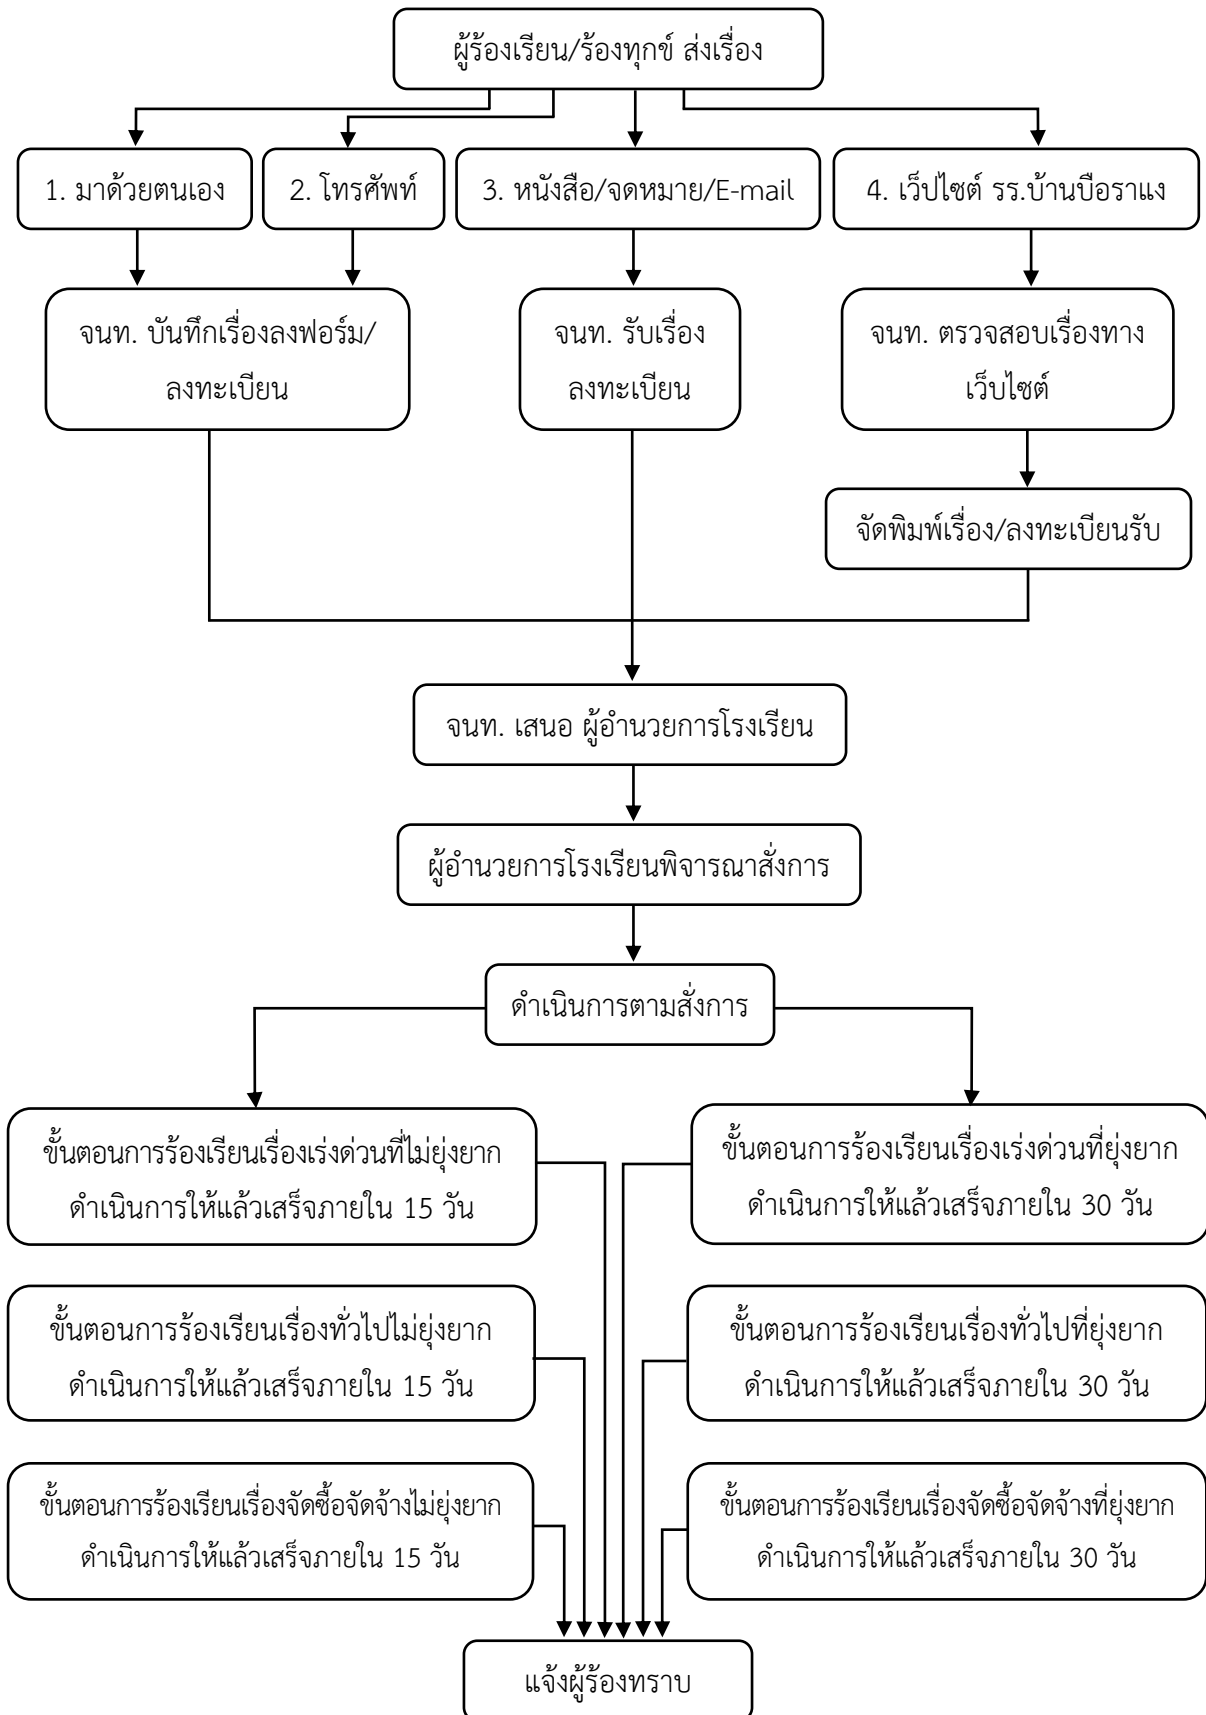 ผู้ร้องเรียน/ร้องทุกข์ ส่งเรื่อง
1. มาด้วยตนเอง
2. โทรศัพท์
3. หนังสือ/จดหมาย/E-mail
4. เว็ปไซต์ รร.บ้านบือราแง
จนท. บันทึกเรื่องลงฟอร์ม/
ลงทะเบียน
จนท. รับเรื่อง
ลงทะเบียน
จนท. ตรวจสอบเรื่องทาง
เว็บไซต์
จัดพิมพ์เรื่อง/ลงทะเบียนรับ
จนท. เสนอ ผู้อำนวยการโรงเรียน
ผู้อำนวยการโรงเรียนพิจารณาสั่งการ
ดำเนินการตามสั่งการ
ขั้นตอนการร้องเรียนเรื่องเร่งด่วนที่ไม่ยุ่งยาก
ดำเนินการให้แล้วเสร็จภายใน 15 วัน
ขั้นตอนการร้องเรียนเรื่องเร่งด่วนที่ยุ่งยาก
ดำเนินการให้แล้วเสร็จภายใน 30 วัน
ขั้นตอนการร้องเรียนเรื่องทั่วไปไม่ยุ่งยาก
ดำเนินการให้แล้วเสร็จภายใน 15 วัน
ขั้นตอนการร้องเรียนเรื่องทั่วไปที่ยุ่งยาก
ดำเนินการให้แล้วเสร็จภายใน 30 วัน
ขั้นตอนการร้องเรียนเรื่องจัดซื้อจัดจ้างไม่ยุ่งยาก
ดำเนินการให้แล้วเสร็จภายใน 15 วัน
ขั้นตอนการร้องเรียนเรื่องจัดซื้อจัดจ้างที่ยุ่งยาก
ดำเนินการให้แล้วเสร็จภายใน 30 วัน
แจ้งผู้ร้องทราบ